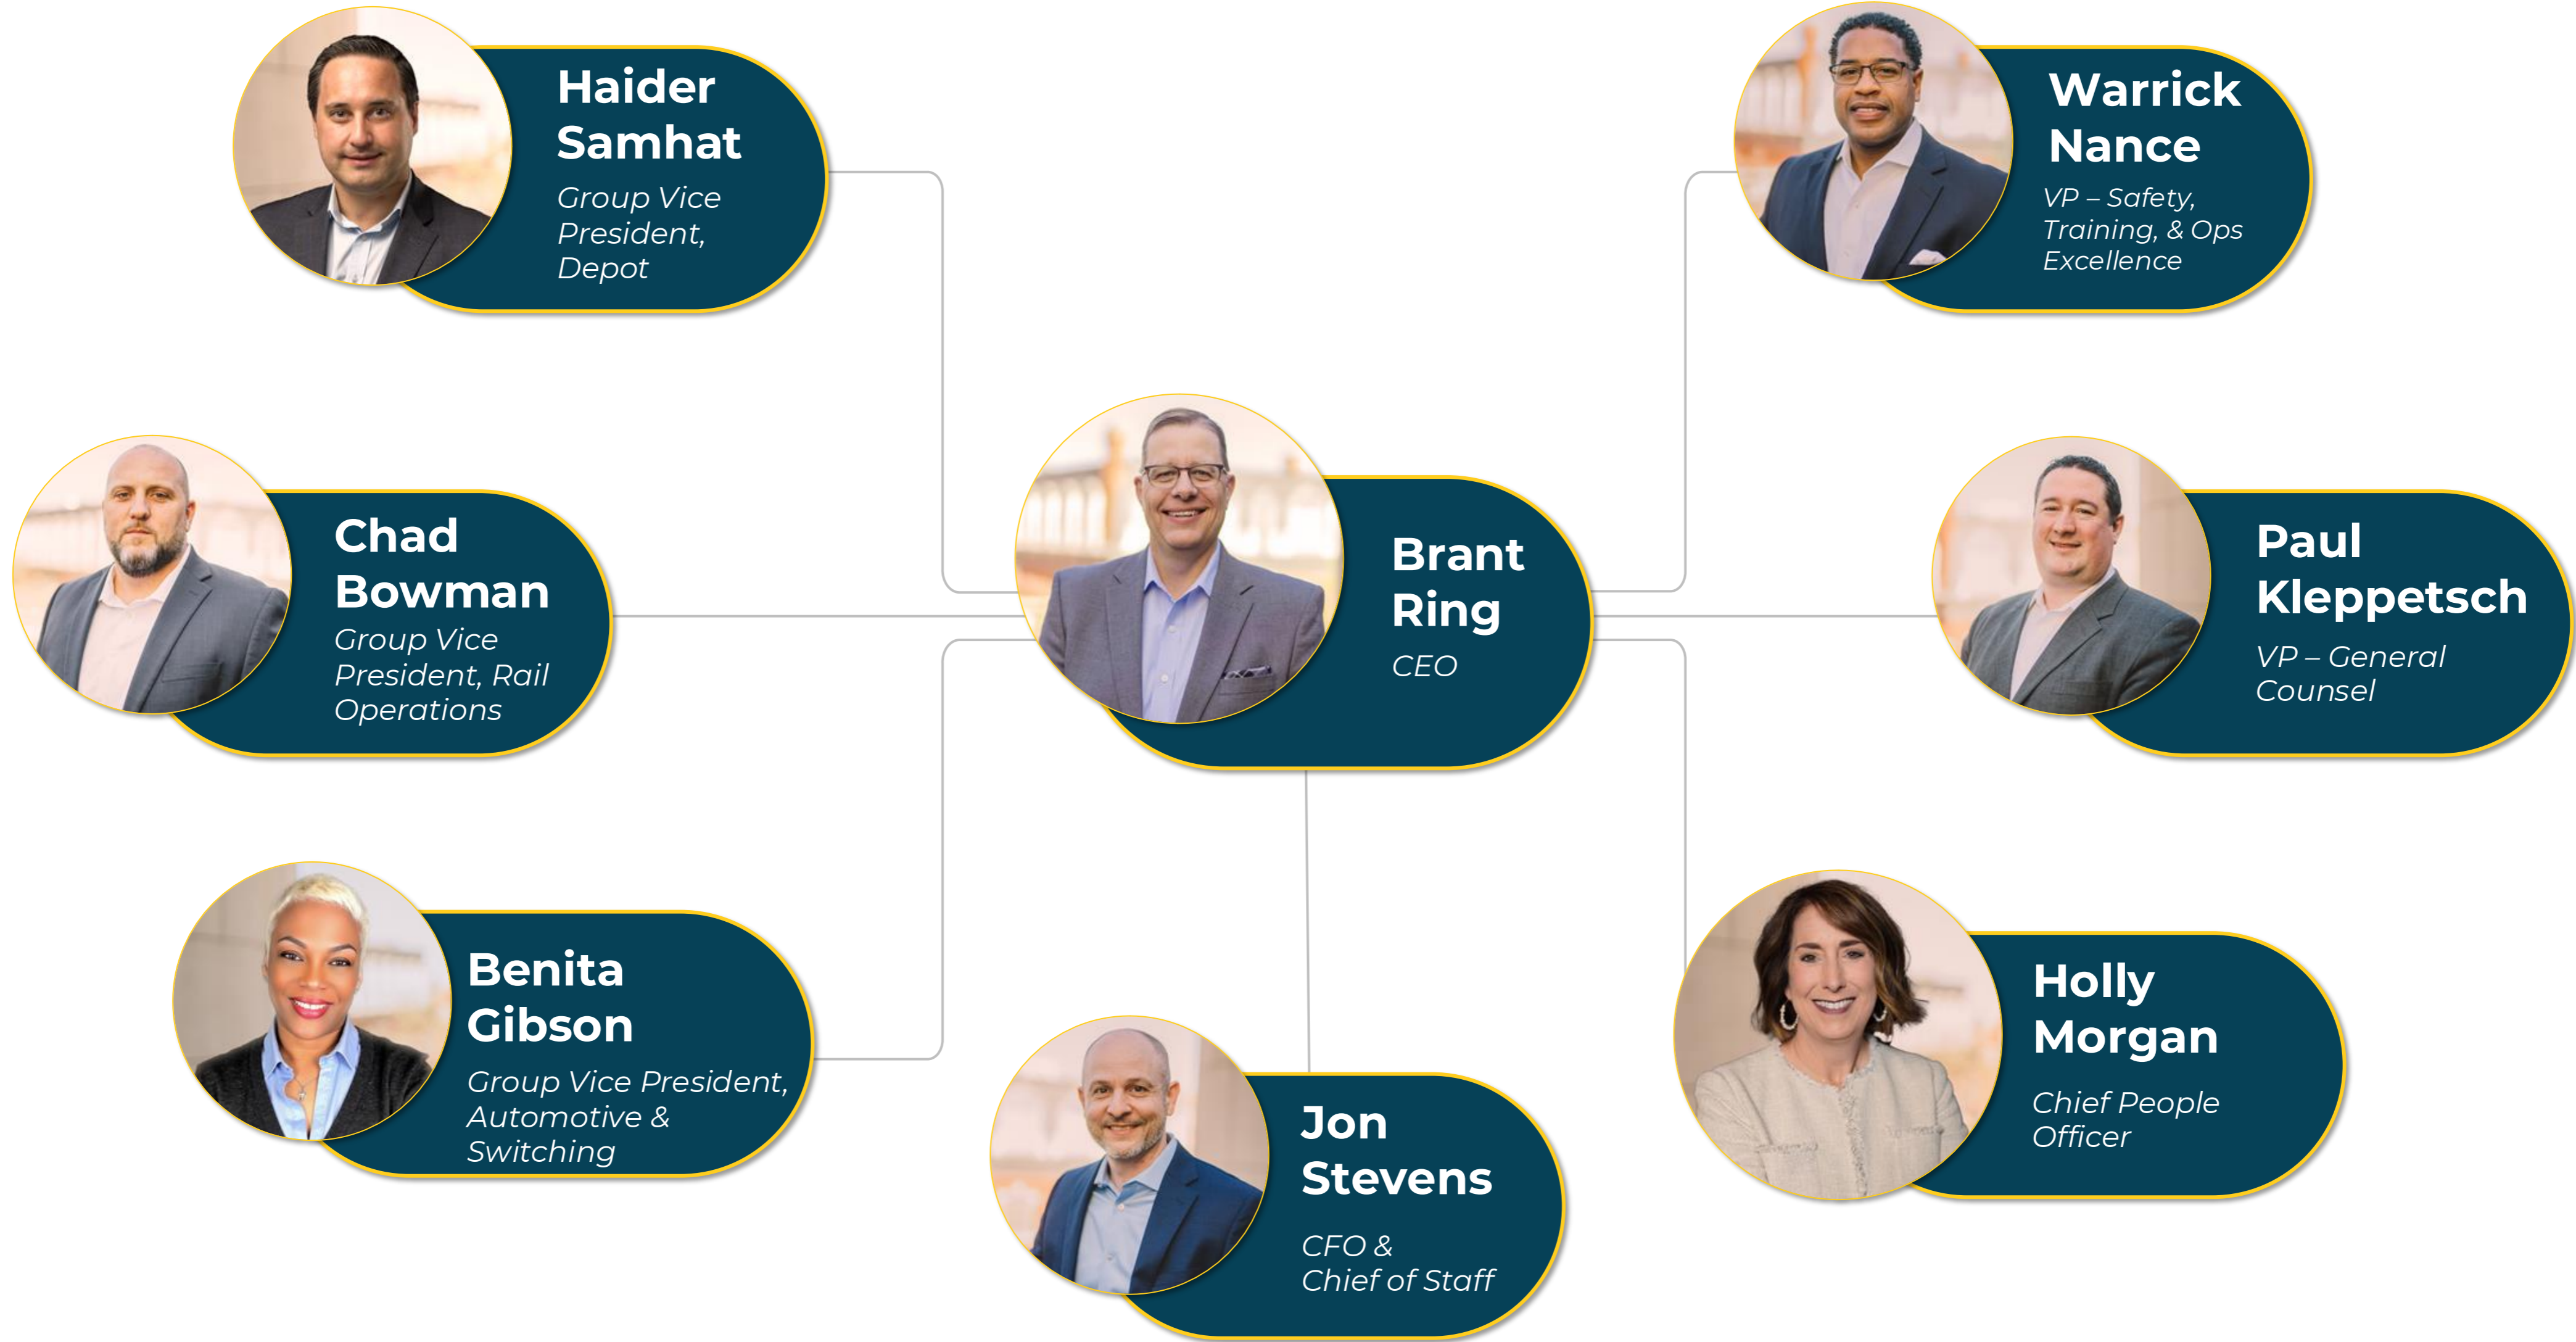 Haider
Samhat
Group Vice
President,
Depot
Warrick
Nance
VP – Safety,
Training, & Ops
Excellence
Chad
Bowman
Group Vice
President, Rail
Operations
Brant
Ring
CEO
Paul
Kleppetsch
VP – General
Counsel
Benita
Gibson
Group Vice President,
Automotive &
Switching
Jon
Stevens
CFO &
Chief of Staff
Holly
Morgan
Chief People
Officer